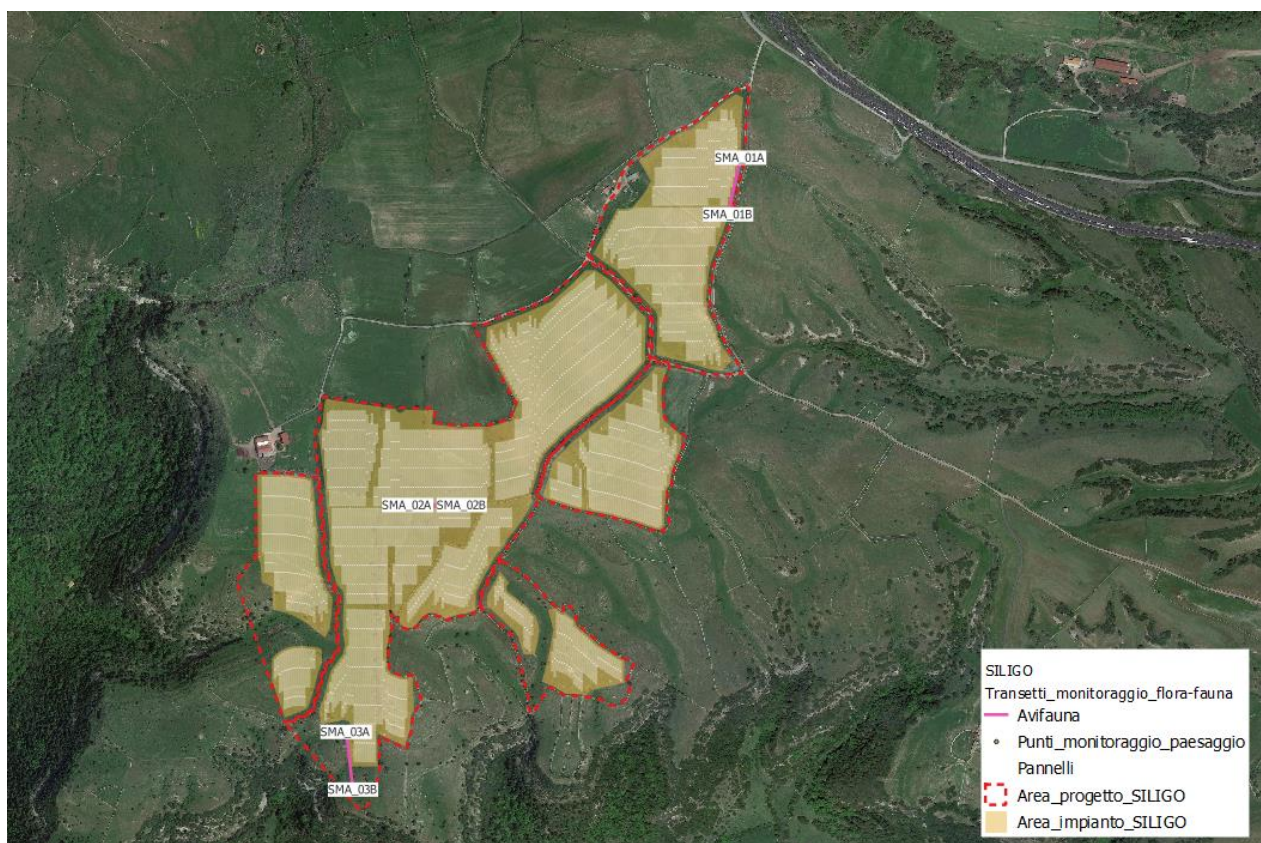 SMA_01A
SMA_01B
SMA_02A SMA_02B
SMA_03A
SMA_03B
SILIGO
Transetti_monitoraggio_flora-fauna
Avifauna
Punti_monitoraggio_paesaggio
Pannelli
Area_progetto_SILIGO
Area_impianto_SILIGO